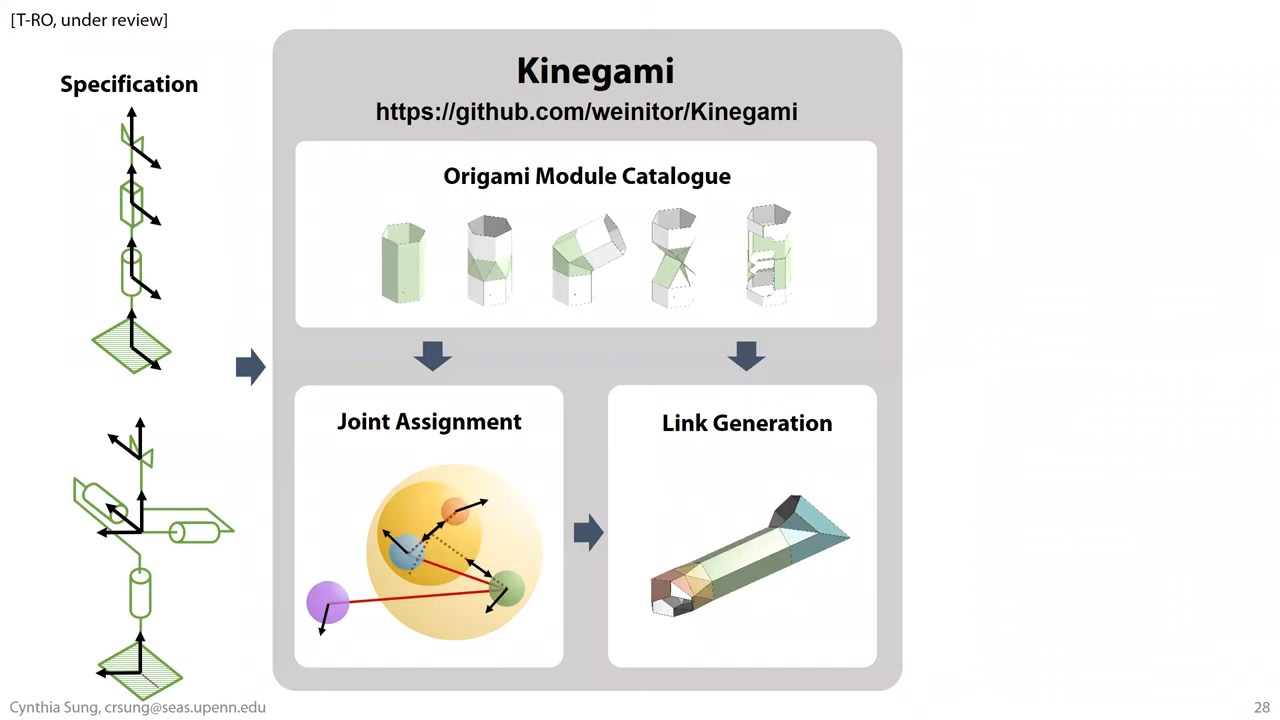 [T-RO, under review]
Specification
Kinegami
https://github.com/weinitor/Kinegami
Origami Module Catalogue
Joint Assignment
Link Generation
Cynthia Sung, crsung@seas.upenn.edu
28